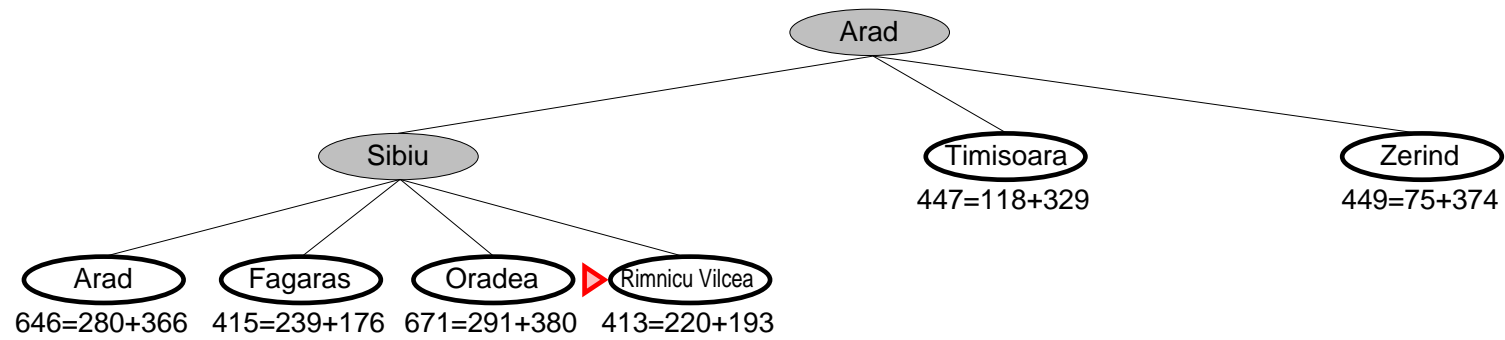 Arad
Sibiu Timisoara Zerind
447=118+329 449=75+374
Arad Fagaras Oradea Rimnicu Vilcea
646=280+366 415=239+176 671=291+380 413=220+193